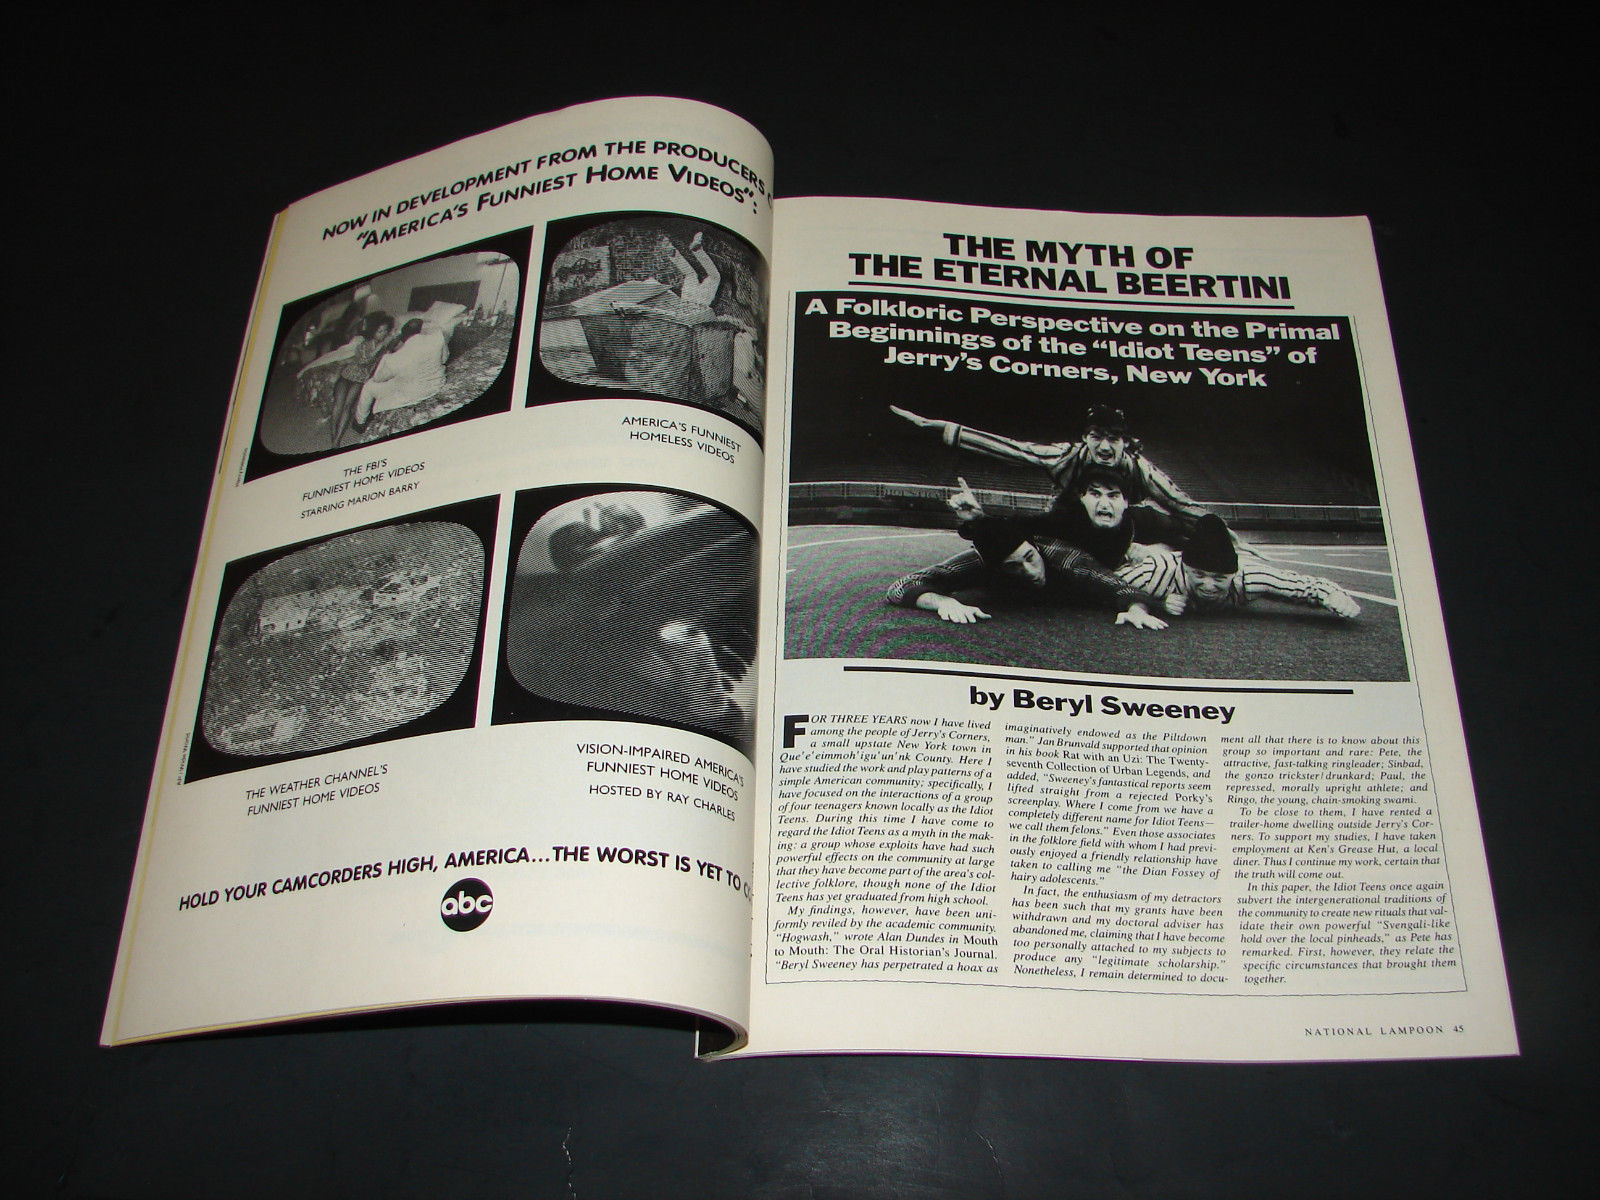 NOW IN DEVELOPMENT FROM THE PRODUCERS
"AMERICA'S FUNNIEST HOME VIDEOS":
THE FBI'S
FUNNIEST HOME VIDEOS
STARRING MARION BARRY
AMERICA'S FUNNIEST
HOMELESS VIDEOS
THE WEATHER CHANNEL'S
FUNNIEST HOME VIDEOS
VISION-IMPAIRED AMERICA'S
FUNNIEST HOME VIDEOS
HOSTED BY RAY CHARLES
HOLD YOUR CAMCORDERS HIGH, AMERICA...THE WORST IS YET TO
abc
THE MYTH OF
THE ETERNAL BEERTINI
A Folkloric Perspective on the Primal
Beginnings of the "Idiot Teens" of
Jerry's Corners, New York
by Beryl Sweeney
FOR THREE YEARS now I have lived
among the people of Jerry's Corners,
a small upstate New York town in
Que'e'eimmoh'igu'un'nk County. Here I
have studied the work and play patterns of a
simple American community; specifically, I
have focused on the interactions of a group
of four teenagers known locally as the Idiot
Teens. During this time I have come to
regard the Idiot Teens as a myth in the mak-
ing: a group whose exploits have had such
powerful effects on the community at large
that they have become part of the area's col-
lective folklore, though none of the Idiot
Teens has yet graduated from high school.
My findings, however, have been uni-
formly reviled by the academic community.
"Hogwash," wrote Alan Dundes in Mouth
to Mouth: The Oral Historian's Journal.
"Beryl Sweeney has perpetrated a hoax as
imaginatively endowed as the Piltdown
man." Jan Brunvald supported that opinion
in his book Rat with an Uzi: The Twenty-
seventh Collection of Urban Legends, and
added, "Sweeney's fantastical reports seem
lifted straight from a rejected Porky's
screenplay. Where I come from we have a
completely different name for Idiot Teens—
we call them felons." Even those associates
in the folklore field with whom I had previ-
ously enjoyed a friendly relationship have
taken to calling me "the Dian Fossey of
hairy adolescents."
In fact, the enthusiasm of my detractors
has been such that my grants have been
withdrawn and my doctoral adviser has
abandoned me, claiming that I have become
too personally attached to my subjects to
produce any "legitimate scholarship."
Nonetheless, I remain determined to docu-
ment all that there is to know about this
group so important and rare: Pete, the
attractive, fast-talking ringleader; Sinbad,
the gonzo trickster/drunkard; Paul, the
repressed, morally upright athlete; and
Ringo, the young, chain-smoking swami.
To be close to them, I have rented a
trailer-home dwelling outside Jerry's Cor-
ners. To support my studies, I have taken
employment at Ken's Grease Hut, a local
diner. Thus I continue my work, certain that
the truth will come out.
In this paper, the Idiot Teens once again
subvert the intergenerational traditions of
the community to create new rituals that val-
idate their own powerful "Svengali-like
hold over the local pinheads," as Pete has
remarked. First, however, they relate the
specific circumstances that brought them
together.
NATIONAL LAMPOON 45